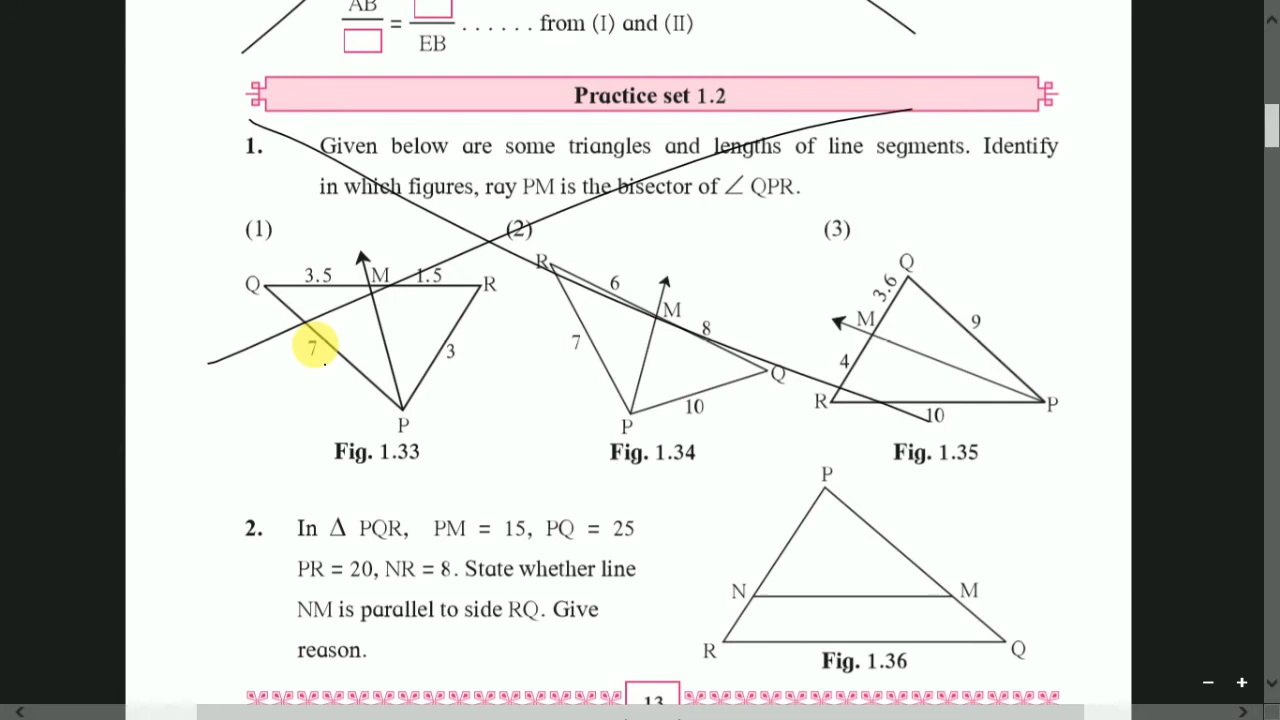 AB
= 
EB
. . . . . . from (I) and (II)
Practice set 1.2
1. Given below are some triangles and lengths of line segments. Identify
in which figures, ray PM is the bisector of ∠ QPR.
(1) (2) (3)
Q 3.5 M 1.5 R
7 3
P
Fig. 1.33
R 6 M 8 Q
7 10
P
Fig. 1.34
Q 3.6 M 9
4 R 10 P
Fig. 1.35
2. In Δ PQR, PM = 15, PQ = 25
PR = 20, NR = 8. State whether line
NM is parallel to side RQ. Give
reason.
P
N M
R Q
Fig. 1.36
13